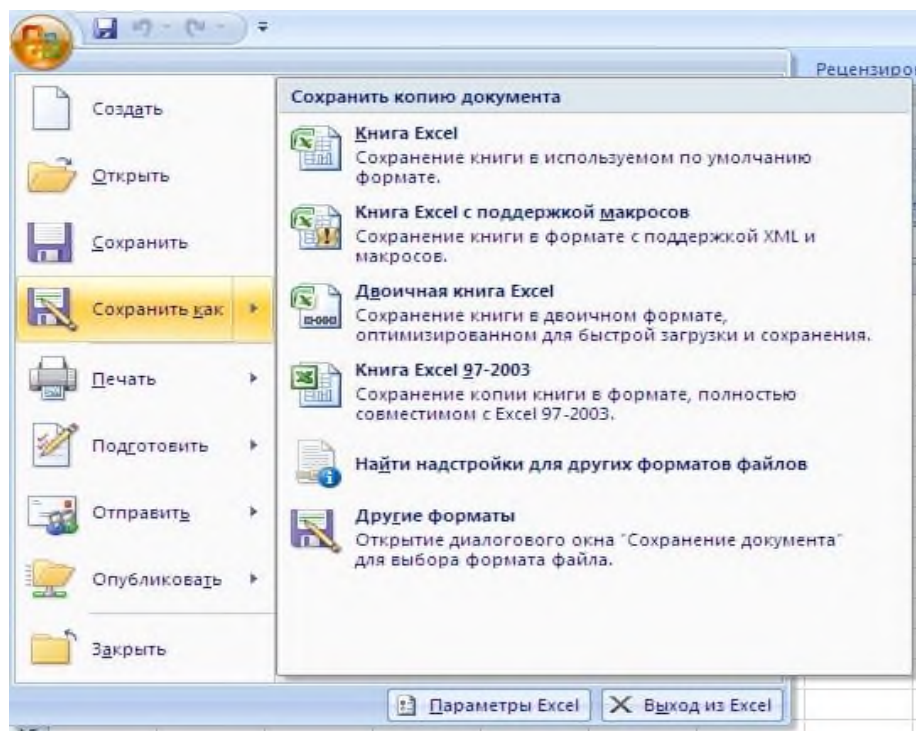 Рецензиро
Создать
Открыть
Сохранить
Сохранить как
Печать
Подготовить
Отправить
Опубликовать
Закрыть
Сохранить копию документа
Книга Excel
Сохранение книги в используемом по умолчанию
формате.
Книга Excel с поддержкой макросов
Сохранение книги в формате с поддержкой XML и
макросов.
Двоичная книга Excel
Сохранение книги в двоичном формате,
оптимизированном для быстрой загрузки и сохранения.
Книга Excel 97-2003
Сохранение копии книги в формате, полностью
совместимом с Excel 97-2003.
Найти надстройки для других форматов файлов
Другие форматы
Открытие диалогового окна "Сохранение документа"
для выбора формата файла.
Параметры Excel
Выход из Excel